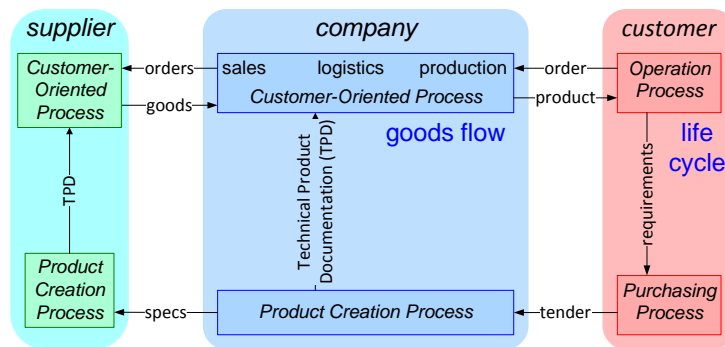 supplier
company
customer
Customer-
Oriented
Process
orders
goods
sales logistics production
Customer-Oriented Process
order
product
Operation
Process
goods flow
life
cycle
TPD
Technical Product
Documentation (TPD)
requirements
Product
Creation
Process
specs
Product Creation Process
tender
Purchasing
Process